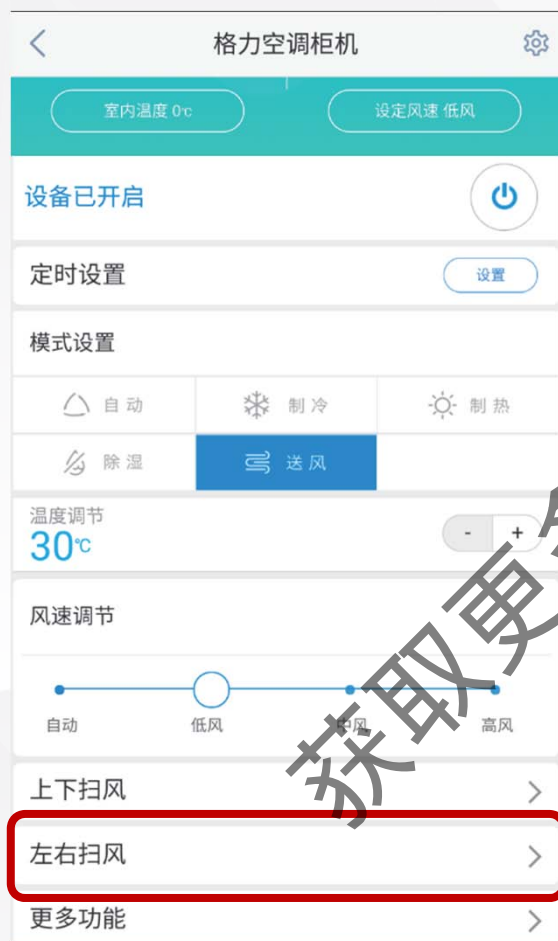 格力空调柜机
室内温度 0℃
设定风速 低风
设备已开启
定时设置
设置
模式设置
自动
制冷
制热
除湿
送风
温度调节
30℃
- +
风速调节
自动
低风
中风
高风
上下扫风
左右扫风
更多功能
获取更